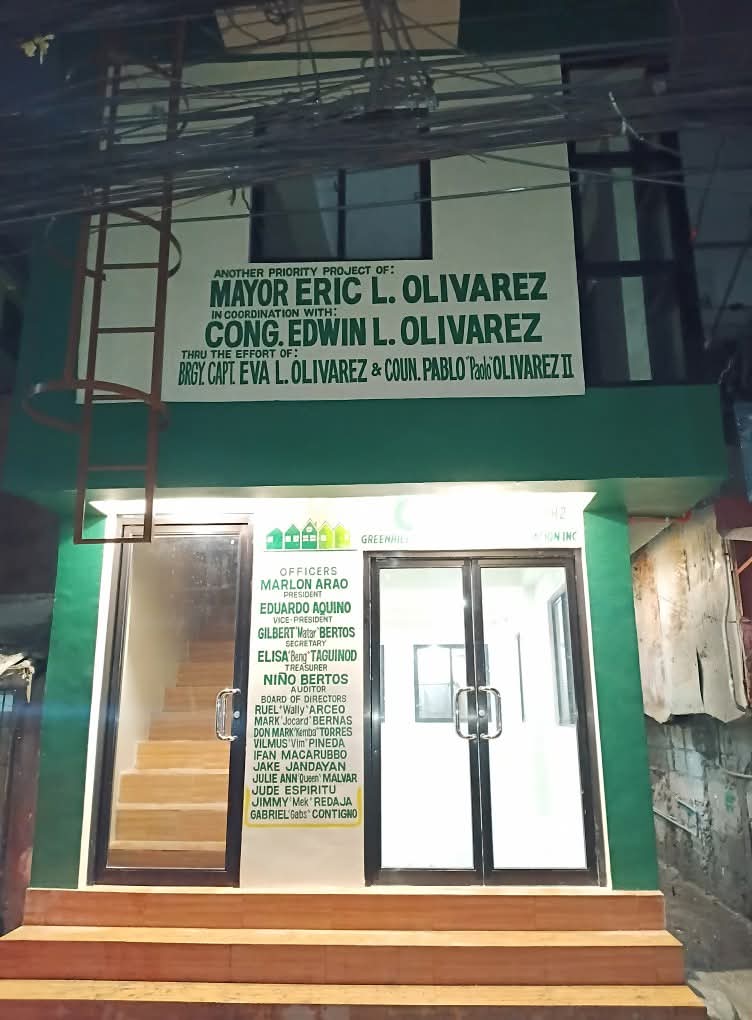 ANOTHER PRIORITY PROJECT OF:
MAYOR ERIC L. OLIVAREZ
IN COORDINATION WITH:
CONG. EDWIN L. OLIVAREZ
THRU THE EFFORT OF:
BRGY. CAPT. EVA L. OLIVAREZ & COUN. PABLO "Paolo" OLIVAREZ II
OFFICERS
MARLON ARAO
PRESIDENT
EDUARDO AQUINO
VICE-PRESIDENT
GILBERT "Matar" BERTOS
SECRETARY
ELISA "Beng" TAGUINOD
TREASURER
NIÑO BERTOS
AUDITOR
BOARD OF DIRECTORS
RUEL "Wally" ARCEO
MARK "Jocard" BERNAS
DON MARK "Kemba" TORRES
VILMUS "Vim" PINEDA
IFAN MACARUBBO
JAKE JANDAYAN
JULIE ANN "Queen" MALVAR
JUDE ESPIRITU
JIMMY "Mek" REDAJA
GABRIEL "Gabs" CONTIGNO
INC